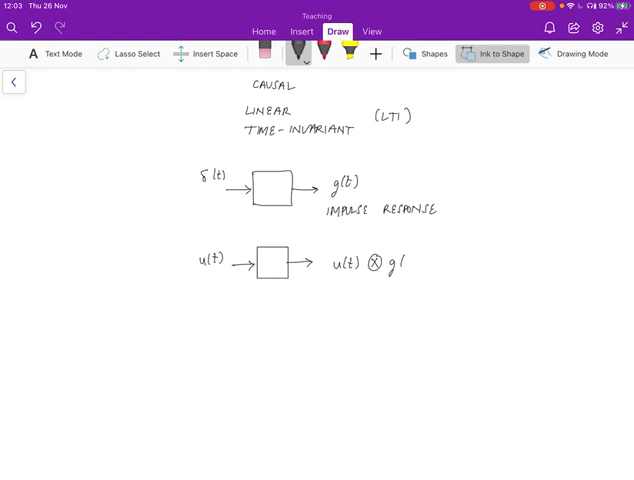 12:03 Thu 26 Nov
92%
Teaching
Home Insert Draw View
Text Mode Lasso Select Insert Space Shapes Ink to Shape Drawing Mode
CAUSAL
LINEAR
TIME-INVARIANT (LTI)
δ(t) g(t)
IMPULSE RESPONSE
u(t) u(t) ⊗ g(